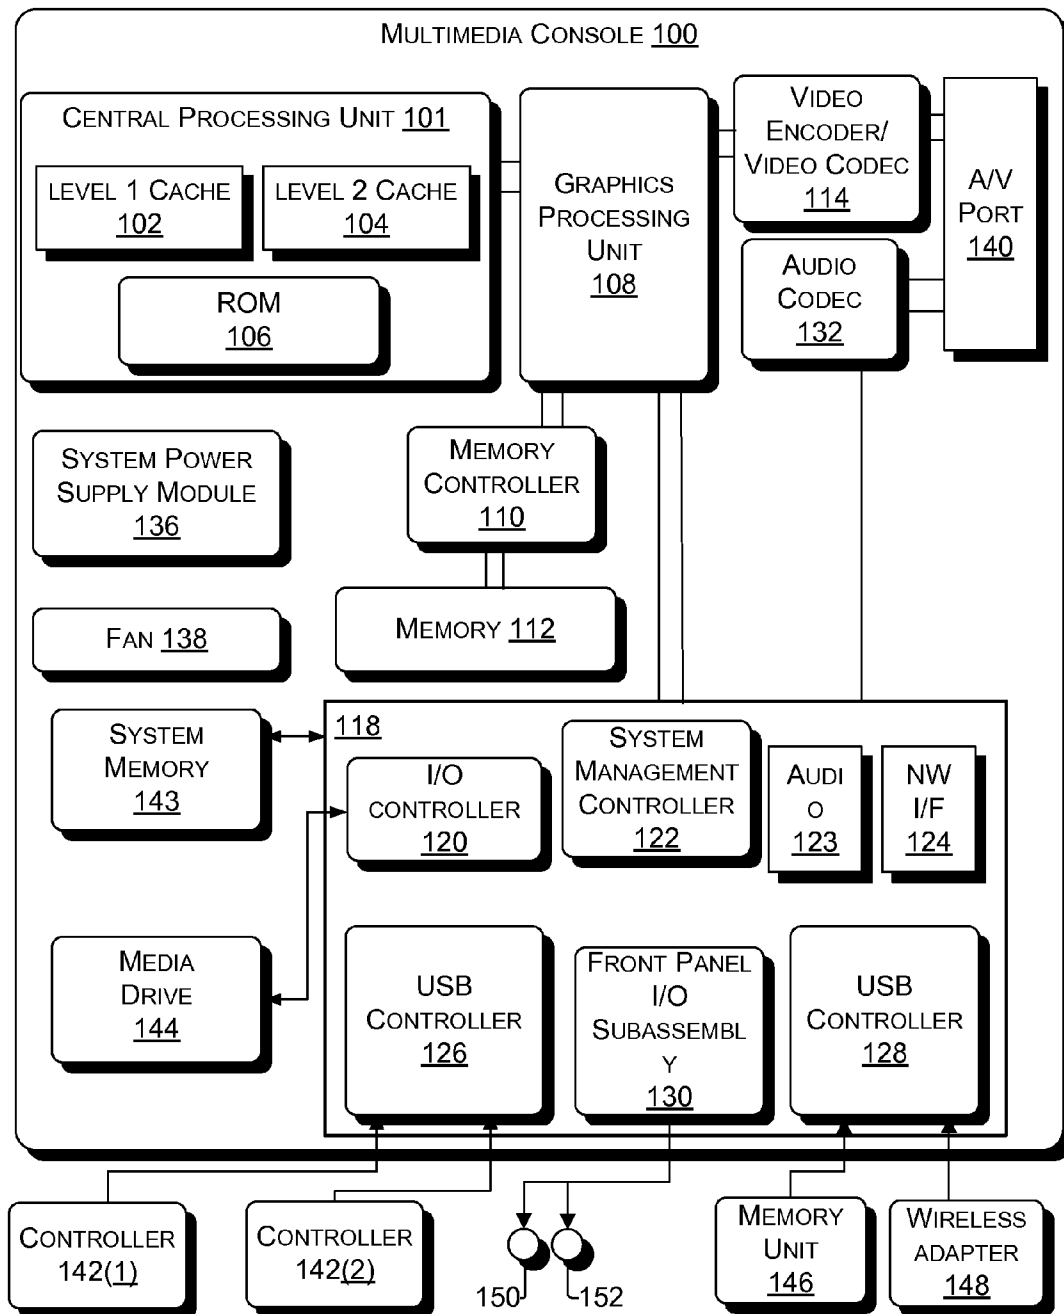 MULTIMEDIA CONSOLE 100
CENTRAL PROCESSING UNIT 101
LEVEL 1 CACHE
102
LEVEL 2 CACHE
104
ROM
106
GRAPHICS
PROCESSING
UNIT
108
VIDEO
ENCODER/
VIDEO CODEC
114
A/V
PORT
140
AUDIO
CODEC
132
SYSTEM POWER
SUPPLY MODULE
136
MEMORY
CONTROLLER
110
MEMORY 112
FAN 138
SYSTEM
MEMORY
143
118
I/O
CONTROLLER
120
SYSTEM
MANAGEMENT
CONTROLLER
122
AUDI
O
123
NW
I/F
124
MEDIA
DRIVE
144
USB
CONTROLLER
126
FRONT PANEL
I/O
SUBASSEMBL
Y
130
USB
CONTROLLER
128
CONTROLLER
142(1)
CONTROLLER
142(2)
150
152
MEMORY
UNIT
146
WIRELESS
ADAPTER
148